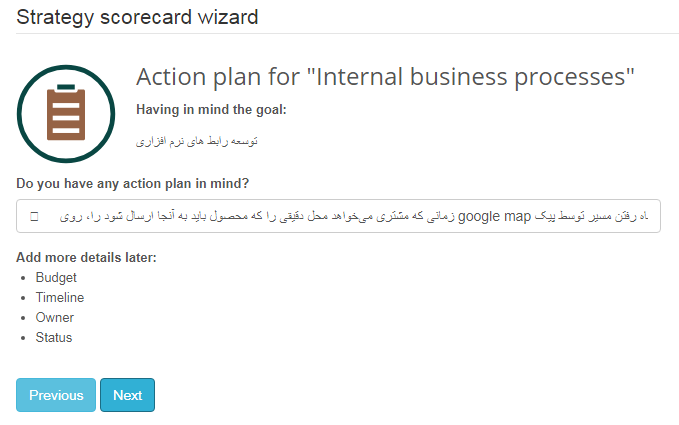 Strategy scorecard wizard
Action plan for "Internal business processes"
Having in mind the goal:
توسعه رابط های نرم افزاری
Do you have any action plan in mind?
زمانی که مشتری می‌خواهد محل دقیقی را که محصول باید به آنجا ارسال شود را، روی google map اه رفتن مسیر توسط پیک
Add more details later:
Budget
Timeline
Owner
Status
Previous Next